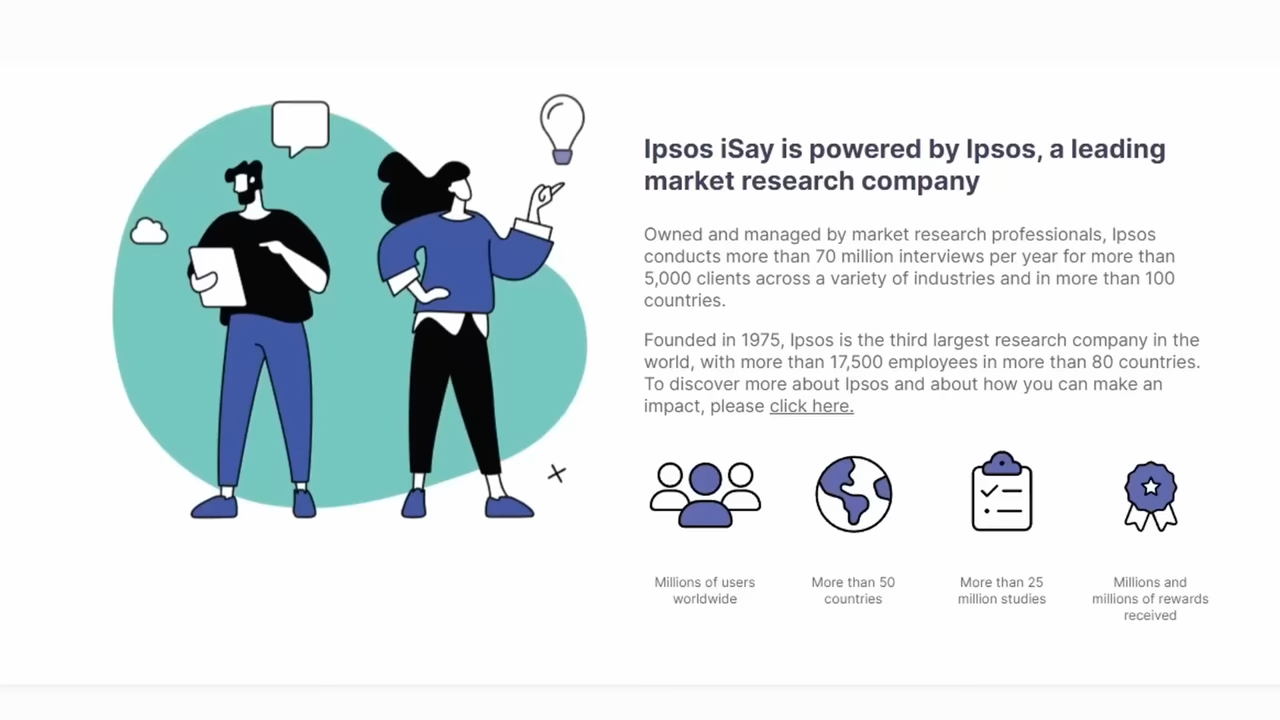 Ipsos iSay is powered by Ipsos, a leading
market research company
Owned and managed by market research professionals, Ipsos
conducts more than 70 million interviews per year for more than
5,000 clients across a variety of industries and in more than 100
countries.
Founded in 1975, Ipsos is the third largest research company in the
world, with more than 17,500 employees in more than 80 countries.
To discover more about Ipsos and about how you can make an
impact, please click here.
Millions of users
worldwide
More than 50
countries
More than 25
million studies
Millions and
millions of rewards
received